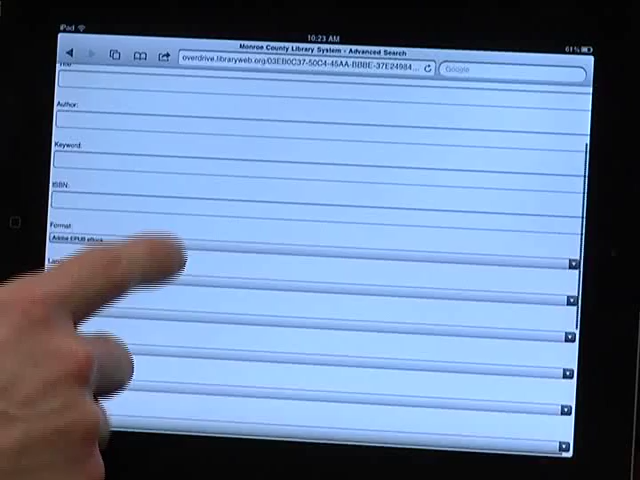 iPad
10:23 AM
61%
Monroe County Library System - Advanced Search
overdrive.libraryweb.org/03EB0C37-50C4-45AA-BBBE-37E24984...
Google
Title:
Author:
Keyword:
ISBN:
Format:
Adobe EPUB eBook